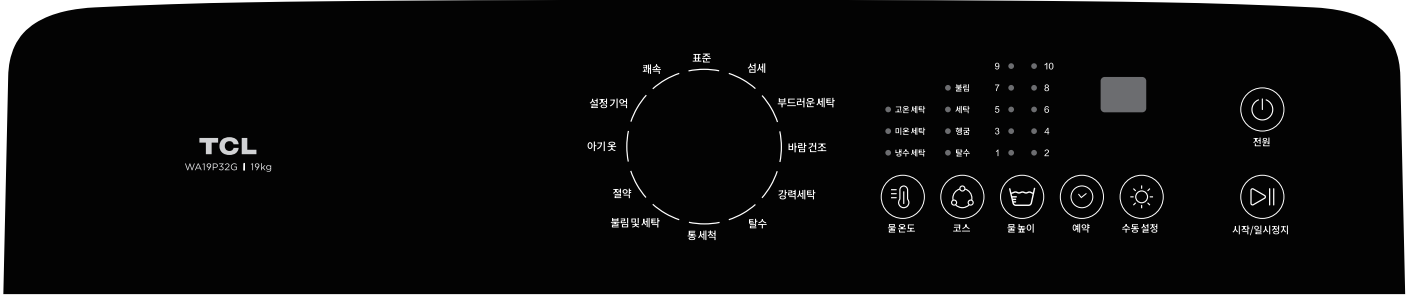 TCL
WA19P32G | 19kg
표준
섬세
부드러운 세탁
바람 건조
강력세탁
탈수
통세척
불림 및 세탁
절약
아기 옷
설정 기억
쾌속
9 10
불림 7 8
고온 세탁 세탁 5 6
미온 세탁 헹굼 3 4
냉수 세탁 탈수 1 2
물 온도
코스
물 높이
예약
수동 설정
전원
시작/일시정지